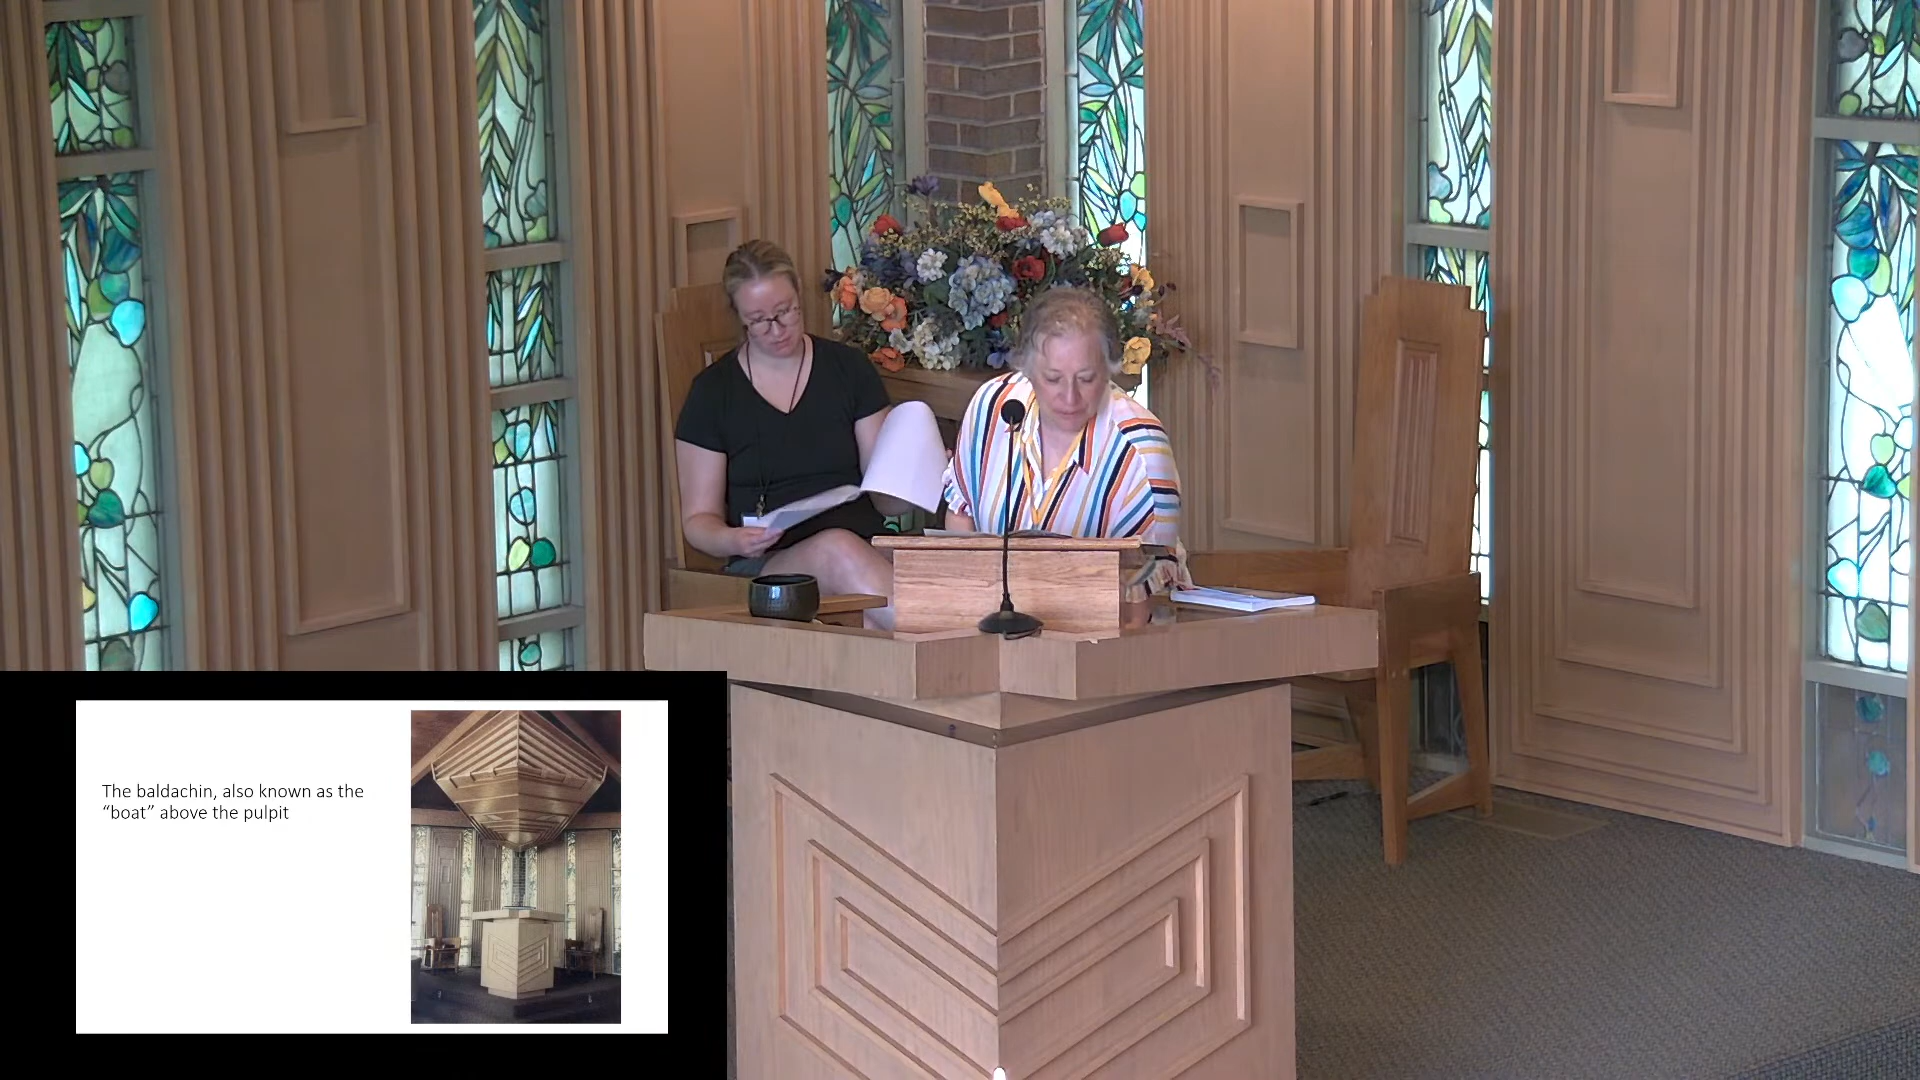 The baldachin, also known as the
“boat” above the pulpit